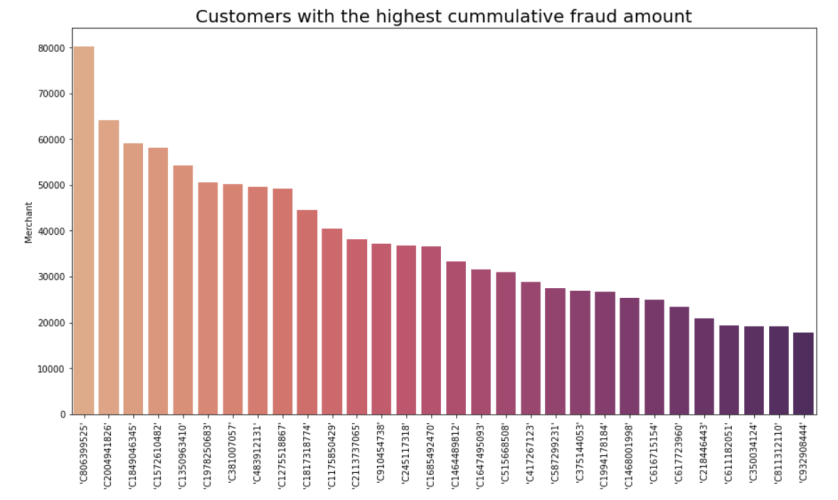 Customers with the highest cummulative fraud amount
80000
70000
60000
50000
40000
30000
20000
10000
0
Merchant
'C806399525'
'C2004941826'
'C1849046345'
'C1572610482'
'C1350963410'
'C1978250683'
'C381007057'
'C483912131'
'C1275518867'
'C1817318774'
'C1175850429'
'C2113737065'
'C910454738'
'C245117318'
'C1685492470'
'C1464489812'
'C1647495093'
'C515668508'
'C417267123'
'C587299231'
'C375144053'
'C1994178184'
'C1468001998'
'C616715154'
'C617723960'
'C218446443'
'C611182051'
'C350034124'
'C811312110'
'C932908444'